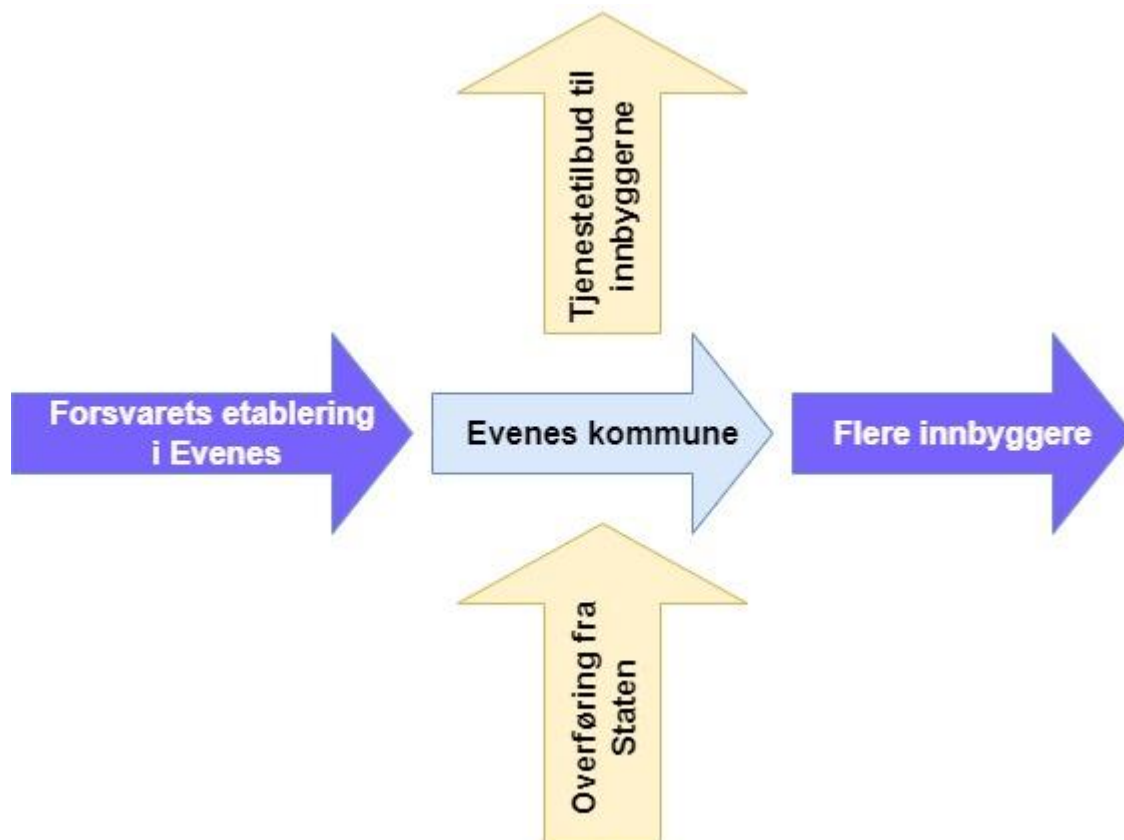 Tjenestetilbud til
innbyggerne
Forsvarets etablering
i Evenes
Evenes kommune
Flere innbyggere
Overføring fra
Staten